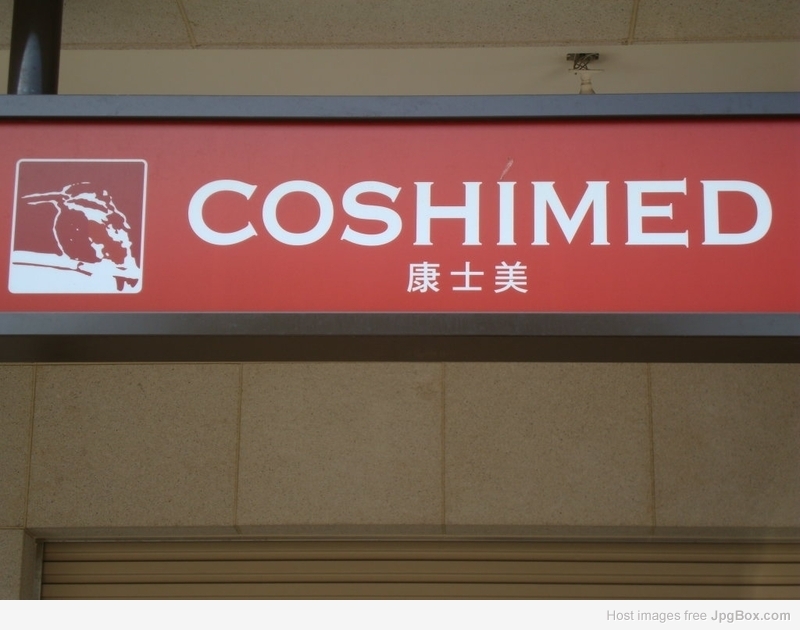 COSHIMED
康士美
Host images free JpgBox.com